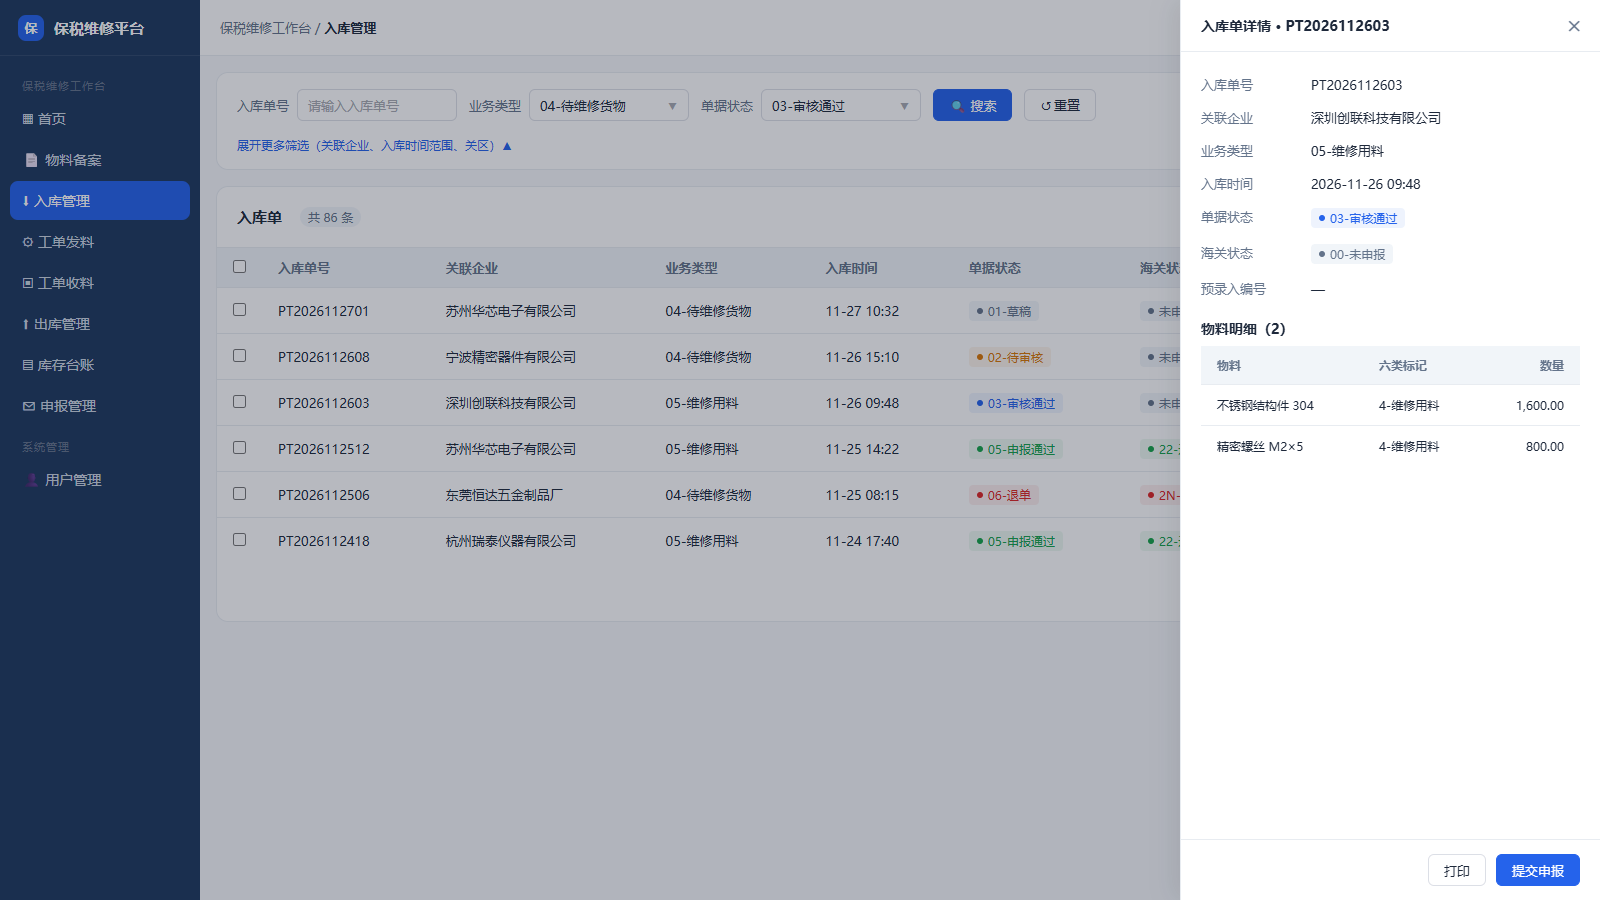 保 保税维修平台
保税维修工作台
首页
物料备案
入库管理
工单发料
工单收料
出库管理
库存台账
申报管理
系统管理
用户管理
保税维修工作台 / 入库管理
入库单号 请输入入库单号 业务类型 04-待维修货物 ▼ 单据状态 03-审核通过 ▼ 搜索 ↺重置
展开更多筛选（关联企业、入库时间范围、关区）▲
入库单 共 86 条
入库单号 关联企业 业务类型 入库时间 单据状态 海关状
PT2026112701 苏州华芯电子有限公司 04-待维修货物 11-27 10:32 01-草稿 未申
PT2026112608 宁波精密器件有限公司 04-待维修货物 11-26 15:10 02-待审核 未申
PT2026112603 深圳创联科技有限公司 05-维修用料 11-26 09:48 03-审核通过 未申
PT2026112512 苏州华芯电子有限公司 05-维修用料 11-25 14:22 05-申报通过 22-
PT2026112506 东莞恒达五金制品厂 04-待维修货物 11-25 08:15 06-退单 2N-
PT2026112418 杭州瑞泰仪器有限公司 05-维修用料 11-24 17:40 05-申报通过 22-
入库单详情 • PT2026112603 ✕
入库单号 PT2026112603
关联企业 深圳创联科技有限公司
业务类型 05-维修用料
入库时间 2026-11-26 09:48
单据状态 03-审核通过
海关状态 00-未申报
预录入编号 —
物料明细（2）
物料 六类标记 数量
不锈钢结构件 304 4-维修用料 1,600.00
精密螺丝 M2×5 4-维修用料 800.00
打印 提交申报